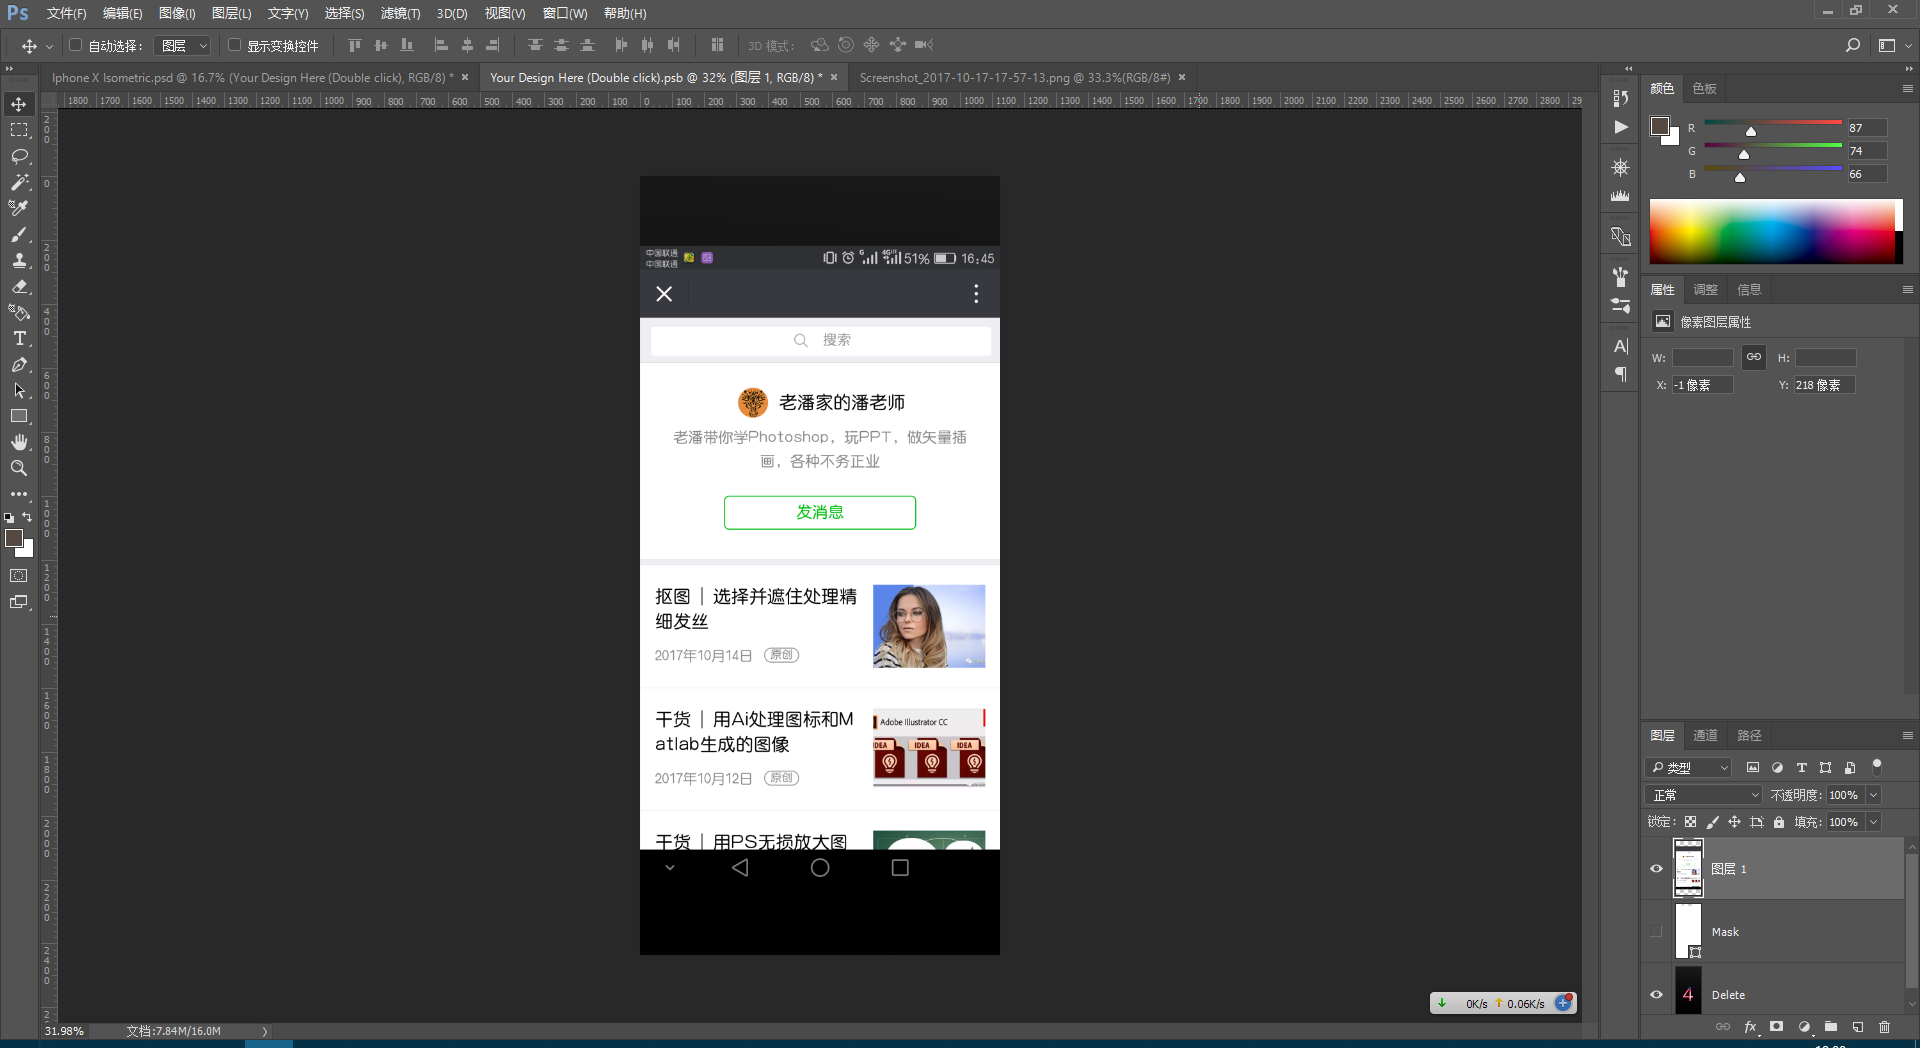 Ps 文件(F) 编辑(E) 图像(I) 图层(L) 文字(Y) 选择(S) 滤镜(T) 3D(D) 视图(V) 窗口(W) 帮助(H)
自动选择： 图层 显示变换控件 3D 模式：
Iphone X Isometric.psd @ 16.7% (Your Design Here (Double click), RGB/8) * ×
Your Design Here (Double click).psb @ 32% (图层 1, RGB/8) * ×
Screenshot_2017-10-17-17-57-13.png @ 33.3%(RGB/8#) ×
1800 1700 1600 1500 1400 1300 1200 1100 1000 900 800 700 600 500 400 300 200 100 0 100 200 300 400 500 600 700 800 900 1000 1100 1200 1300 1400 1500 1600 1700 1800 1900 2000 2100 2200 2300 2400 2500 2600 2700 2800 29
200
0
200
400
600
800
1000
1200
1400
1600
1800
2000
2200
2400
2
中国联通
中国联通
51% 16:45
搜索
老潘家的潘老师
老潘带你学Photoshop，玩PPT，做矢量插
画，各种不务正业
发消息
抠图｜选择并遮住处理精
细发丝
2017年10月14日 原创
干货｜用Ai处理图标和M
atlab生成的图像
2017年10月12日 原创
Adobe Illustrator CC
IDEA IDEA IDEA
干货｜用PS无损放大图
0K/s 0.06K/s
31.98% 文档:7.84M/16.0M
颜色 色板
R 87
G 74
B 66
属性 调整 信息
像素图层属性
W: H:
X: -1 像素 Y: 218 像素
图层 通道 路径
类型
正常 不透明度: 100%
锁定: 填充: 100%
图层 1
Mask
4 Delete
fx